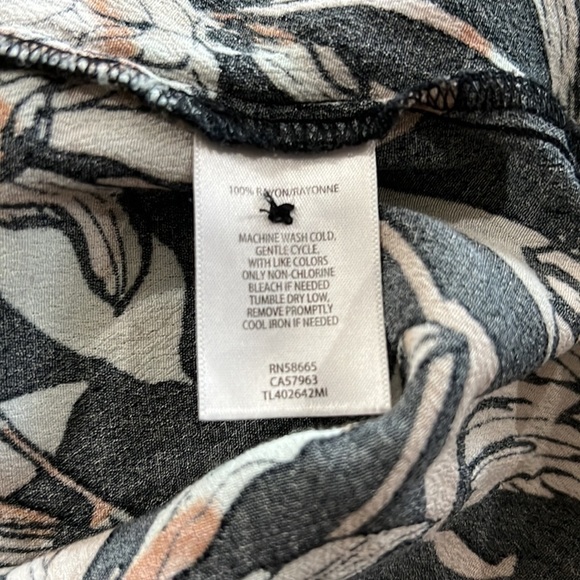 100% RAYON/RAYONNE
MACHINE WASH COLD,
GENTLE CYCLE,
WITH LIKE COLORS
ONLY NON-CHLORINE
BLEACH IF NEEDED
TUMBLE DRY LOW,
REMOVE PROMPTLY
COOL IRON IF NEEDED
RN58665
CA57963
TL402642MI